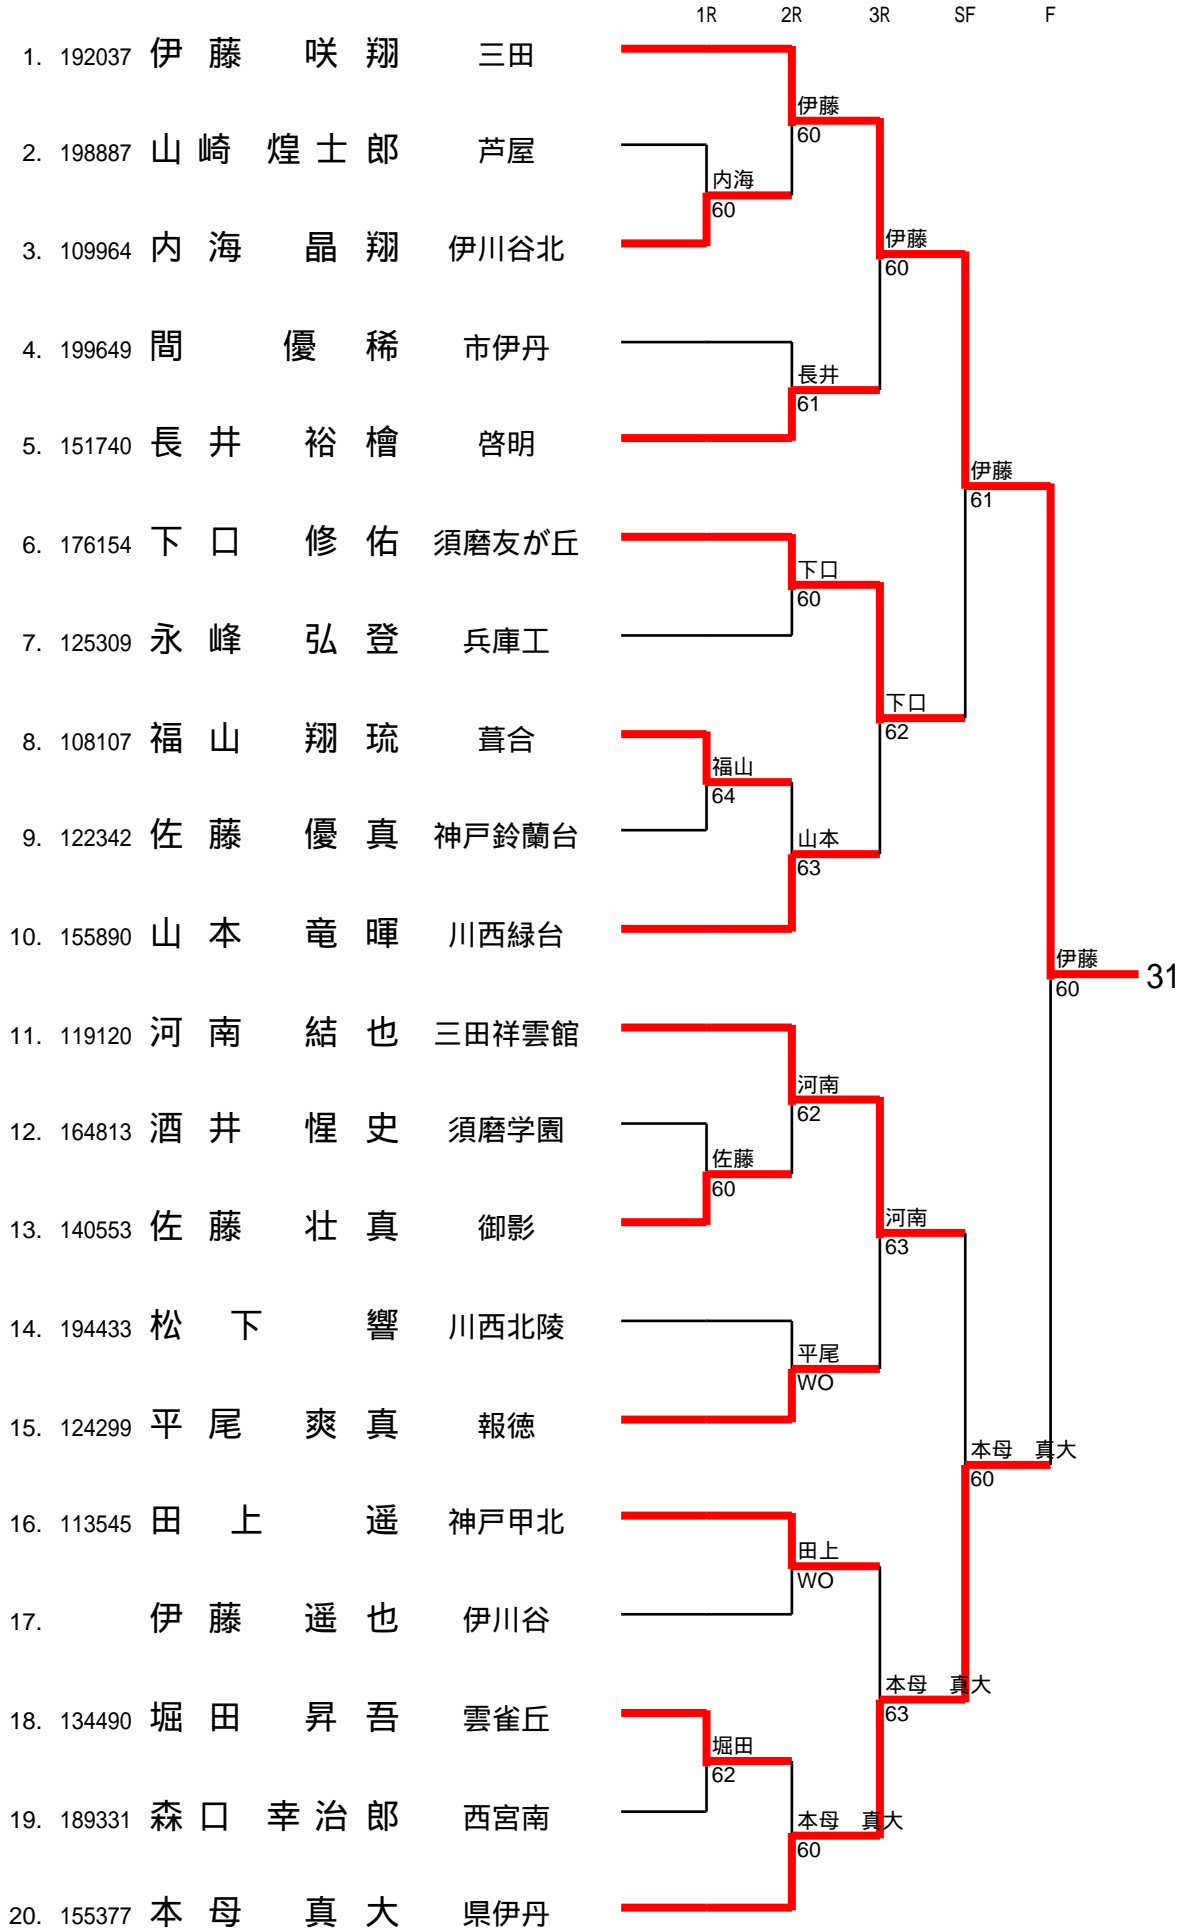 1R 2R 3R SF F
1. 192037 伊藤 咲翔 三田
伊藤
60
2. 198887 山崎 煌士郎 芦屋
内海
60
3. 109964 内海 晶翔 伊川谷北
伊藤
60
4. 199649 間 優稀 市伊丹
長井
61
5. 151740 長井 裕檜 啓明
伊藤
61
6. 176154 下口 修佑 須磨友が丘
下口
60
7. 125309 永峰 弘登 兵庫工
下口
62
8. 108107 福山 翔琉 葺合
福山
64
9. 122342 佐藤 優真 神戸鈴蘭台
山本
63
10. 155890 山本 竜暉 川西緑台
伊藤
60
31
11. 119120 河南 結也 三田祥雲館
河南
62
12. 164813 酒井 惺史 須磨学園
佐藤
60
13. 140553 佐藤 壮真 御影
河南
63
14. 194433 松下 響 川西北陵
平尾
WO
15. 124299 平尾 爽真 報徳
本母 真大
60
16. 113545 田上 遥 神戸甲北
田上
WO
17. 伊藤 遥也 伊川谷
本母 真大
63
18. 134490 堀田 昇吾 雲雀丘
堀田
62
19. 189331 森口 幸治郎 西宮南
本母 真大
60
20. 155377 本母 真大 県伊丹